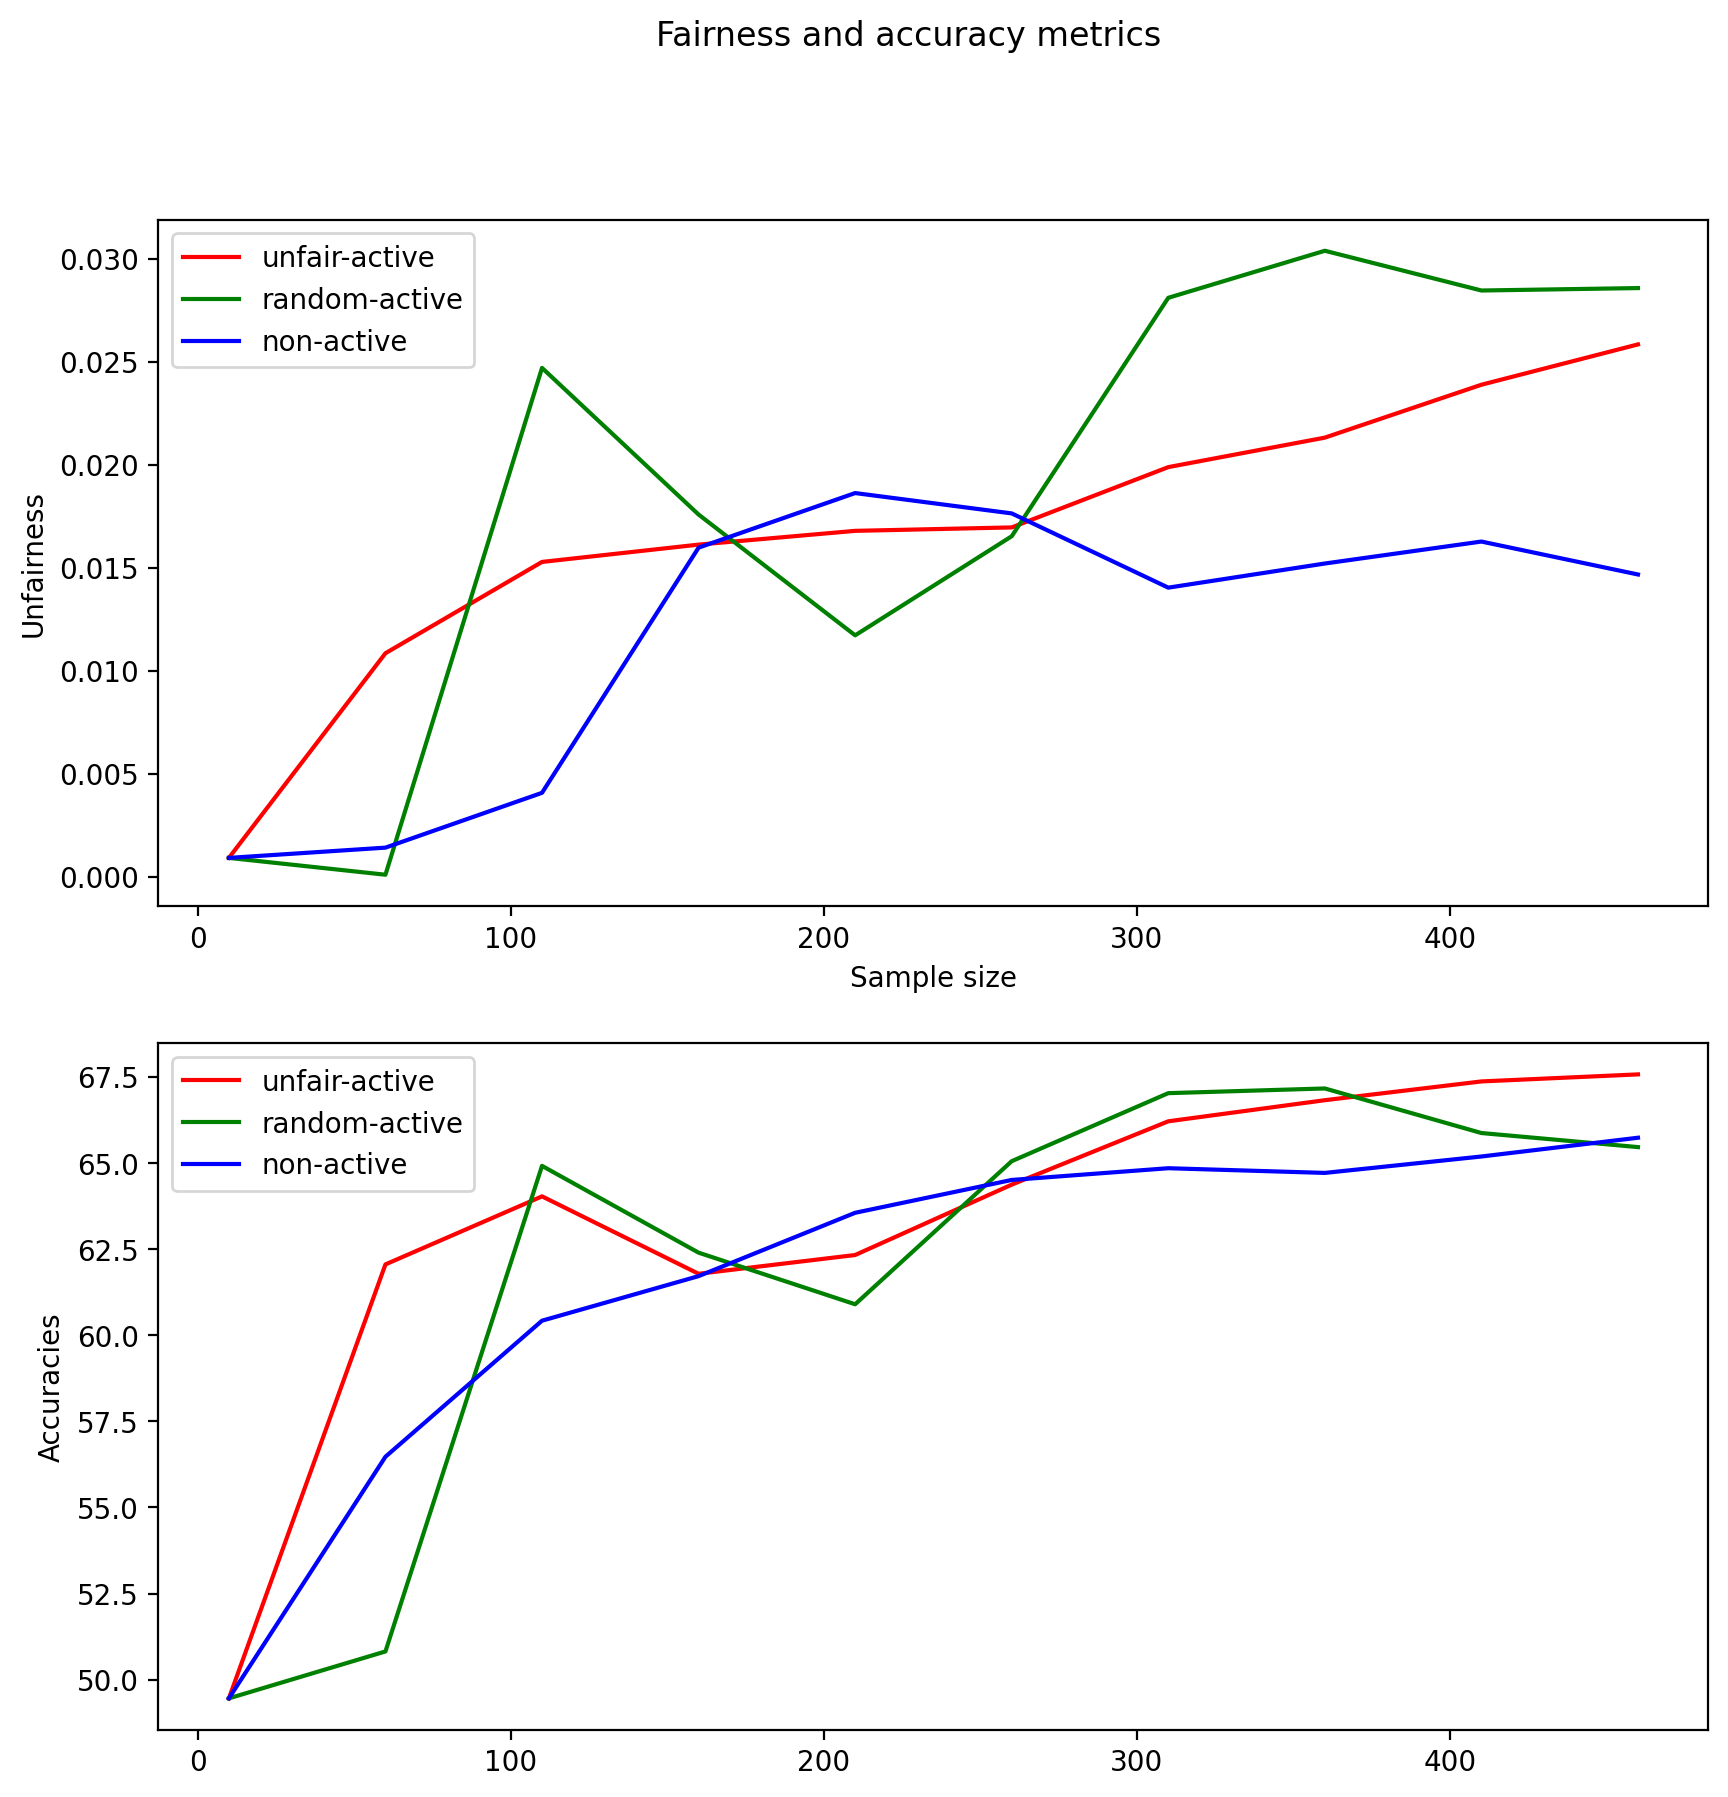 Fairness and accuracy metrics
unfair-active
random-active
non-active
0.030
0.025
0.020
0.015
0.010
0.005
0.000
Unfairness
0 100 200 300 400
Sample size
unfair-active
random-active
non-active
67.5
65.0
62.5
60.0
57.5
55.0
52.5
50.0
Accuracies
0 100 200 300 400